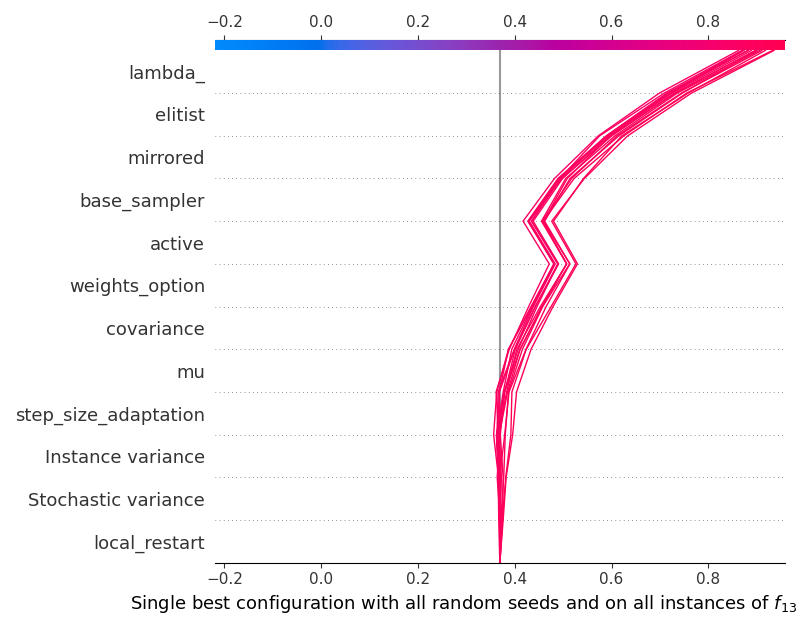 −0.2 0.0 0.2 0.4 0.6 0.8
lambda_
elitist
mirrored
base_sampler
active
weights_option
covariance
mu
step_size_adaptation
Instance variance
Stochastic variance
local_restart
−0.2 0.0 0.2 0.4 0.6 0.8
Single best configuration with all random seeds and on all instances of f13